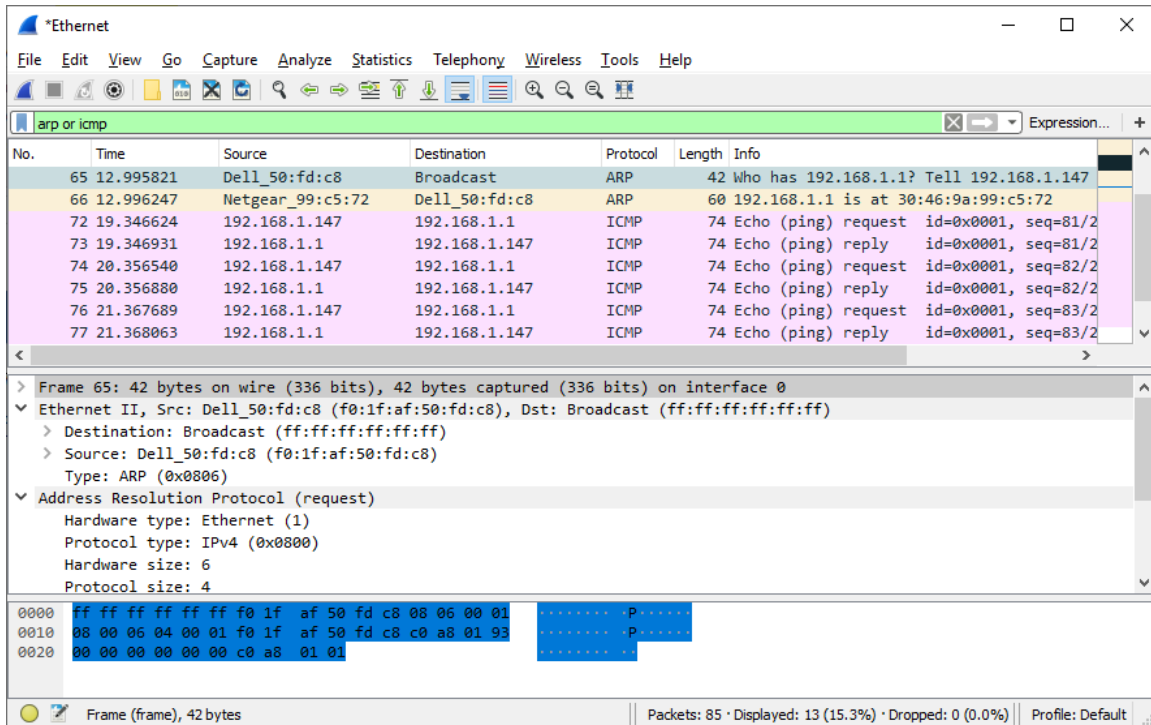 *Ethernet
File Edit View Go Capture Analyze Statistics Telephony Wireless Tools Help
arp or icmp Expression... +
No. Time Source Destination Protocol Length Info
65 12.995821 Dell_50:fd:c8 Broadcast ARP 42 Who has 192.168.1.1? Tell 192.168.1.147
66 12.996247 Netgear_99:c5:72 Dell_50:fd:c8 ARP 60 192.168.1.1 is at 30:46:9a:99:c5:72
72 19.346624 192.168.1.147 192.168.1.1 ICMP 74 Echo (ping) request id=0x0001, seq=81/2
73 19.346931 192.168.1.1 192.168.1.147 ICMP 74 Echo (ping) reply id=0x0001, seq=81/2
74 20.356540 192.168.1.147 192.168.1.1 ICMP 74 Echo (ping) request id=0x0001, seq=82/2
75 20.356880 192.168.1.1 192.168.1.147 ICMP 74 Echo (ping) reply id=0x0001, seq=82/2
76 21.367689 192.168.1.147 192.168.1.1 ICMP 74 Echo (ping) request id=0x0001, seq=83/2
77 21.368063 192.168.1.1 192.168.1.147 ICMP 74 Echo (ping) reply id=0x0001, seq=83/2
Frame 65: 42 bytes on wire (336 bits), 42 bytes captured (336 bits) on interface 0
Ethernet II, Src: Dell_50:fd:c8 (f0:1f:af:50:fd:c8), Dst: Broadcast (ff:ff:ff:ff:ff:ff)
Destination: Broadcast (ff:ff:ff:ff:ff:ff)
Source: Dell_50:fd:c8 (f0:1f:af:50:fd:c8)
Type: ARP (0x0806)
Address Resolution Protocol (request)
Hardware type: Ethernet (1)
Protocol type: IPv4 (0x0800)
Hardware size: 6
Protocol size: 4
0000 ff ff ff ff ff ff f0 1f af 50 fd c8 08 06 00 01 ········ ·P······
0010 08 00 06 04 00 01 f0 1f af 50 fd c8 c0 a8 01 93 ········ ·P······
0020 00 00 00 00 00 00 c0 a8 01 01 ········ ··
Frame (frame), 42 bytes Packets: 85 · Displayed: 13 (15.3%) · Dropped: 0 (0.0%) Profile: Default